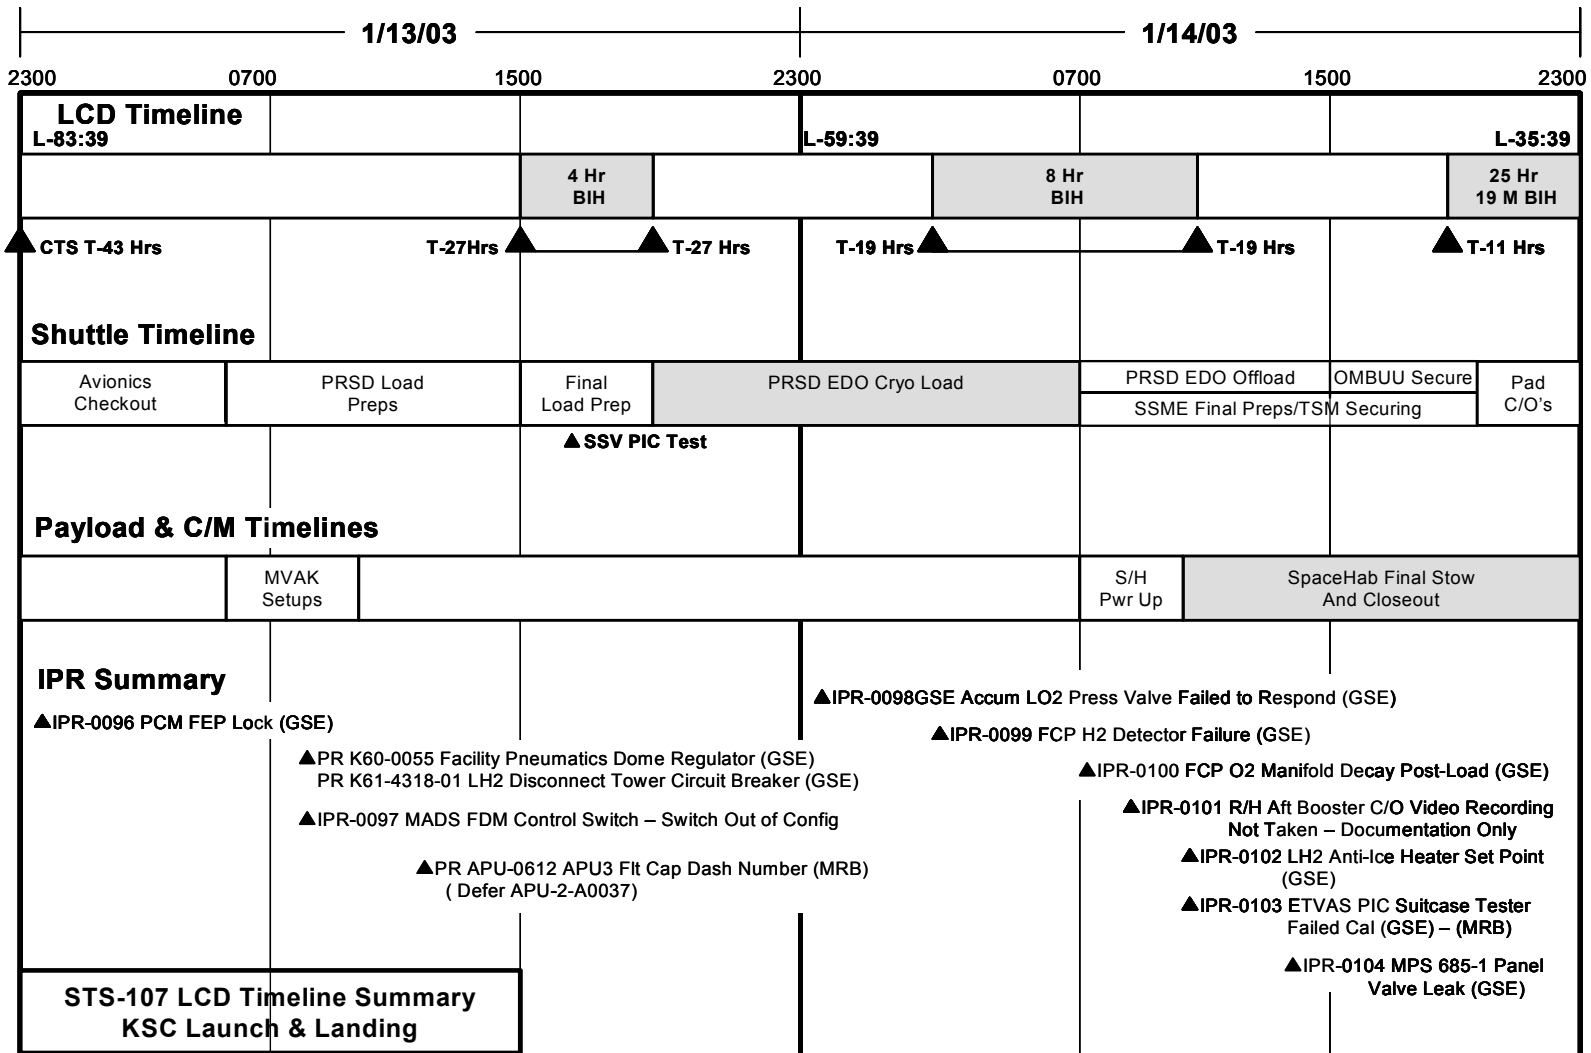 1/13/03
1/14/03
2300
0700
1500
2300
0700
1500
2300
LCD Timeline
L-83:39
L-59:39
L-35:39
4 Hr
BIH
8 Hr
BIH
25 Hr
19 M BIH
CTS T-43 Hrs
T-27Hrs
T-27 Hrs
T-19 Hrs
T-19 Hrs
T-11 Hrs
Shuttle Timeline
Avionics
Checkout
PRSD Load
Preps
Final
Load Prep
PRSD EDO Cryo Load
PRSD EDO Offload
OMBUU Secure
SSME Final Preps/TSM Securing
Pad
C/O's
SSV PIC Test
Payload & C/M Timelines
MVAK
Setups
S/H
Pwr Up
SpaceHab Final Stow
And Closeout
IPR Summary
IPR-0096 PCM FEP Lock (GSE)
PR K60-0055 Facility Pneumatics Dome Regulator (GSE)
PR K61-4318-01 LH2 Disconnect Tower Circuit Breaker (GSE)
IPR-0097 MADS FDM Control Switch – Switch Out of Config
PR APU-0612 APU3 Flt Cap Dash Number (MRB)
( Defer APU-2-A0037)
IPR-0098GSE Accum LO2 Press Valve Failed to Respond (GSE)
IPR-0099 FCP H2 Detector Failure (GSE)
IPR-0100 FCP O2 Manifold Decay Post-Load (GSE)
IPR-0101 R/H Aft Booster C/O Video Recording
Not Taken – Documentation Only
IPR-0102 LH2 Anti-Ice Heater Set Point
(GSE)
IPR-0103 ETVAS PIC Suitcase Tester
Failed Cal (GSE) – (MRB)
IPR-0104 MPS 685-1 Panel
Valve Leak (GSE)
STS-107 LCD Timeline Summary
KSC Launch & Landing